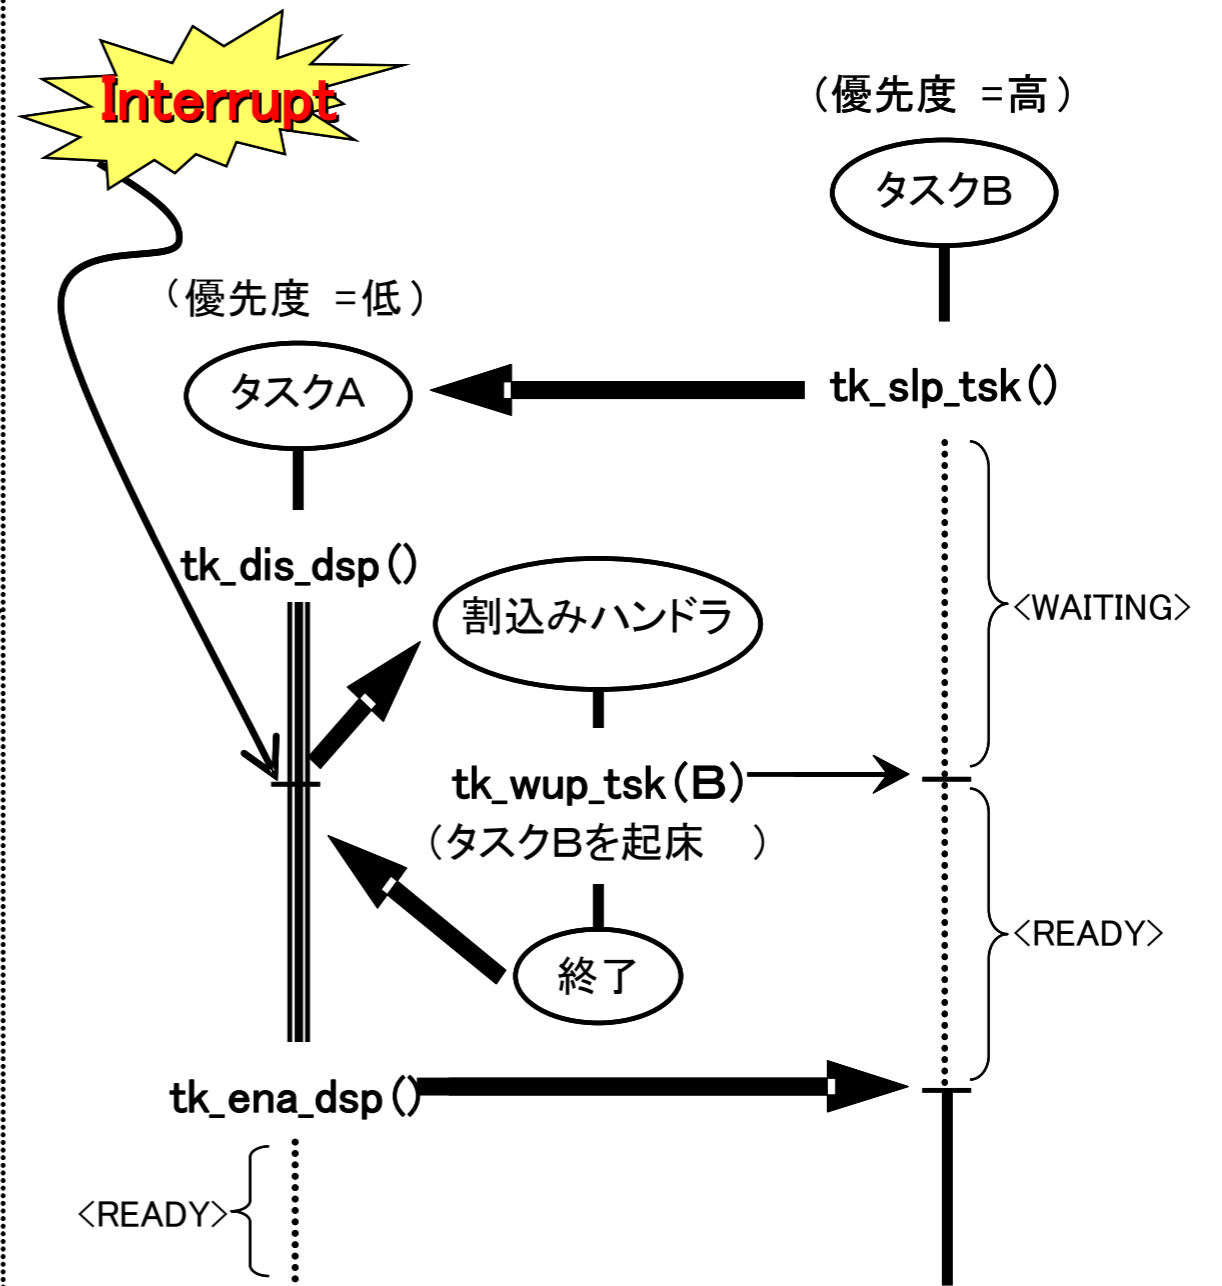 Interrupt
(優先度 =高)
タスクB
(優先度 =低)
タスクA
tk_slp_tsk()
tk_dis_dsp()
割込みハンドラ
<WAITING>
tk_wup_tsk(B)
(タスクBを起床 )
<READY>
終了
tk_ena_dsp()
<READY>